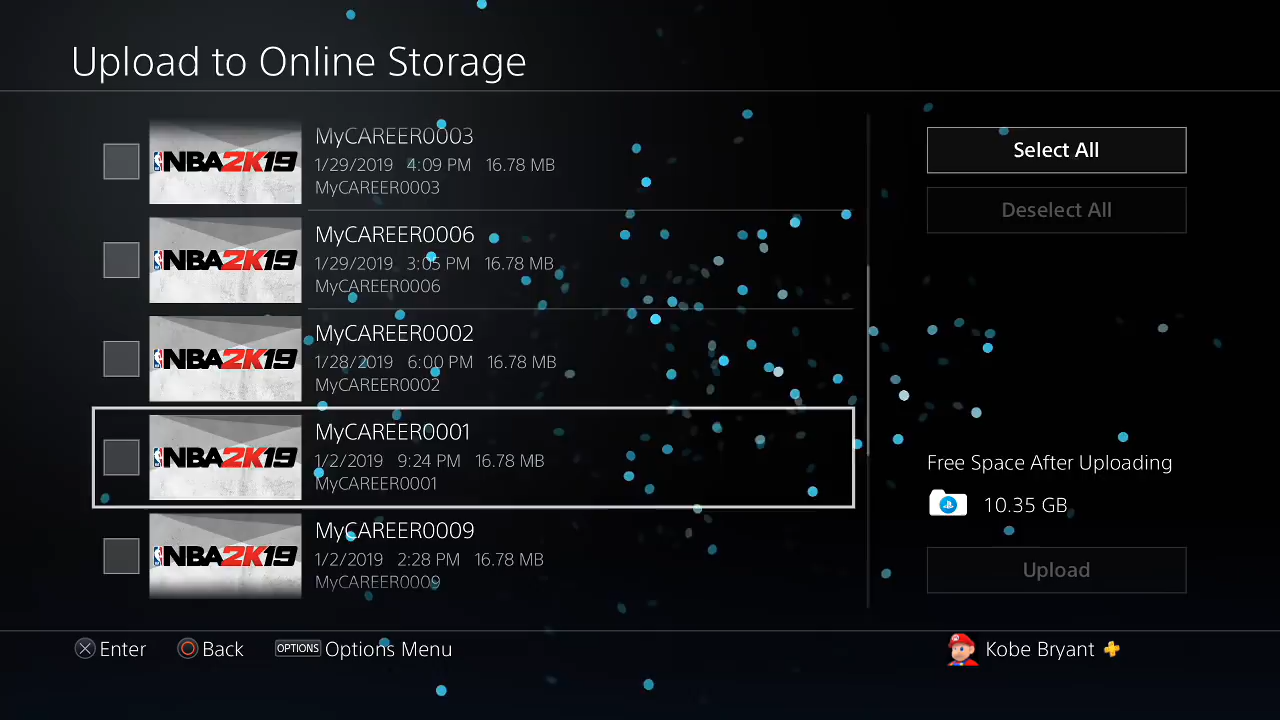 Upload to Online Storage
NBA2K19
MyCAREER0003
1/29/2019 4:09 PM 16.78 MB
MyCAREER0003
NBA2K19
MyCAREER0006
1/29/2019 3:05 PM 16.78 MB
MyCAREER0006
NBA2K19
MyCAREER0002
1/28/2019 6:00 PM 16.78 MB
MyCAREER0002
NBA2K19
MyCAREER0001
1/2/2019 9:24 PM 16.78 MB
MyCAREER0001
NBA2K19
MyCAREER0009
1/2/2019 2:28 PM 16.78 MB
MyCAREER0009
Select All
Deselect All
Free Space After Uploading
10.35 GB
Upload
Enter Back OPTIONS Options Menu
Kobe Bryant